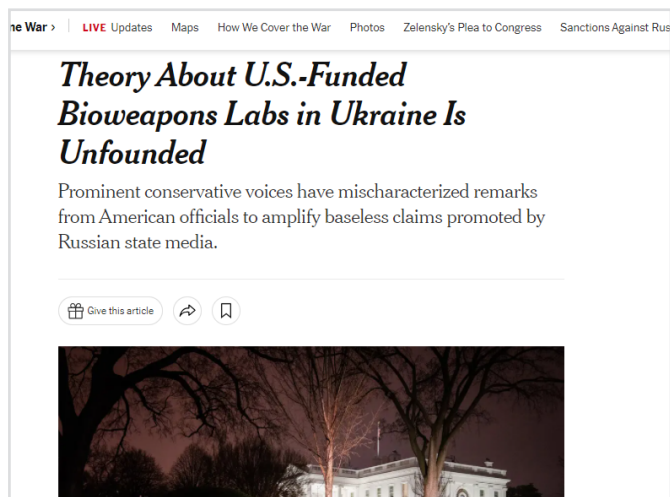 War › LIVE Updates Maps How We Cover the War Photos Zelensky's Plea to Congress Sanctions Against
Theory About U.S.-Funded
Bioweapons Labs in Ukraine Is
Unfounded
Prominent conservative voices have mischaracterized remarks
from American officials to amplify baseless claims promoted by
Russian state media.
Give this article